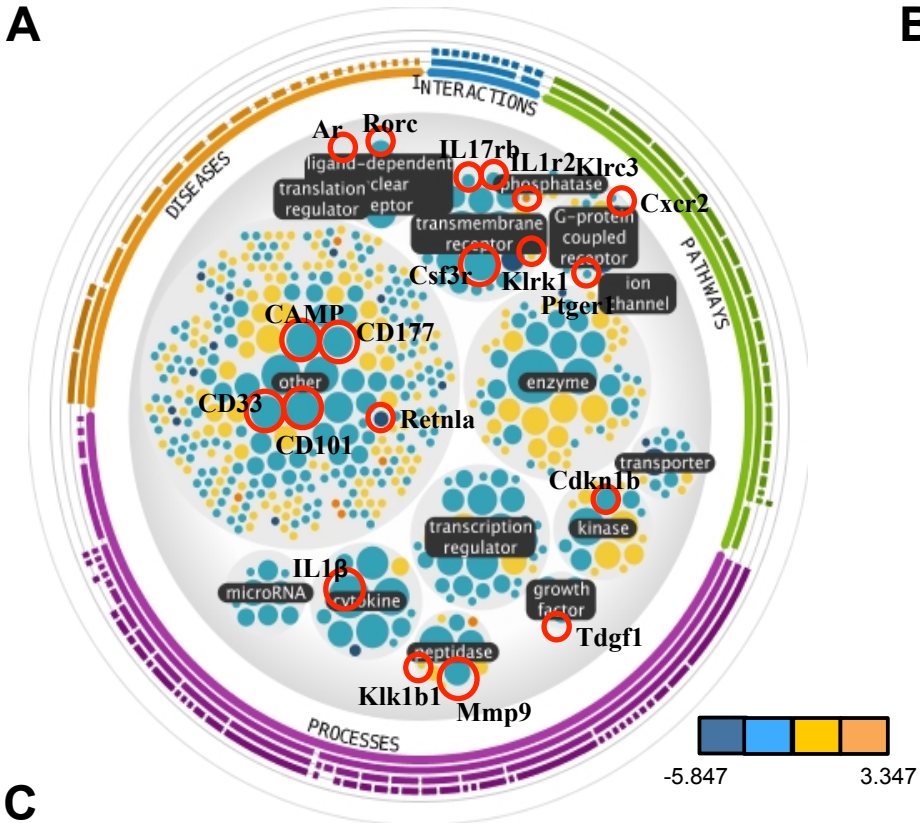 A
E
INTERACTIONS
DISEASES
PATHWAYS
PROCESSES
Ar
Rorc
IL17rb
IL1r2
Klrc3
Cxcr2
ligand-dependent
clear
eptor
translation
regulator
phosphatase
transmembrane
receptor
G-protein
coupled
receptor
ion
channel
Csf3r
Klrk1
Ptger1
CAMP
CD177
other
enzyme
CD33
CD101
Retnla
transporter
Cdkn1b
kinase
transcription
regulator
IL1β
microRNA
cytokine
growth
factor
Tdgf1
peptidase
Klk1b1
Mmp9
-5.847
3.347
C